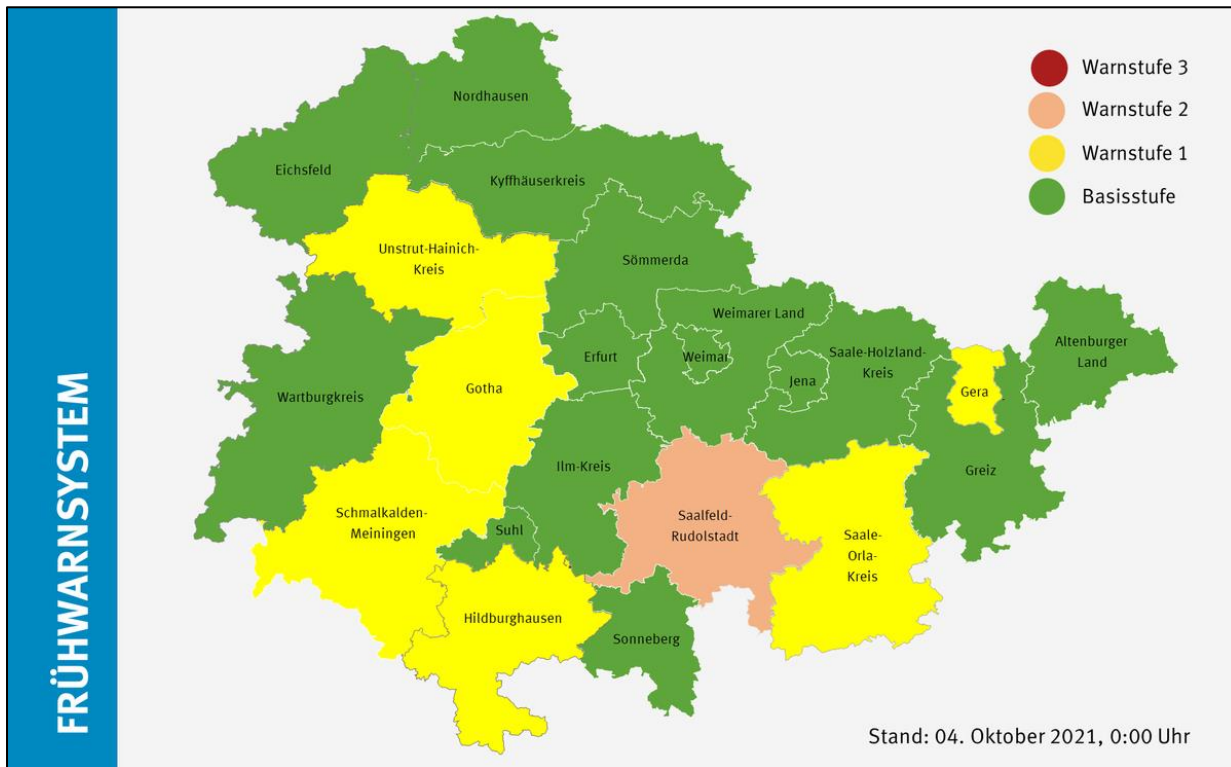 FRÜHWARNSYSTEM
Warnstufe 3
Warnstufe 2
Warnstufe 1
Basisstufe
Nordhausen
Eichsfeld
Kyffhäuserkreis
Unstrut-Hainich-
Kreis
Sömmerda
Weimarer Land
Erfurt
Weimar
Jena
Saale-Holzland-
Kreis
Altenburger
Land
Gera
Gotha
Wartburgkreis
Ilm-Kreis
Greiz
Schmalkalden-
Meiningen
Suhl
Saalfeld-
Rudolstadt
Saale-
Orla-
Kreis
Hildburghausen
Sonneberg
Stand: 04. Oktober 2021, 0:00 Uhr